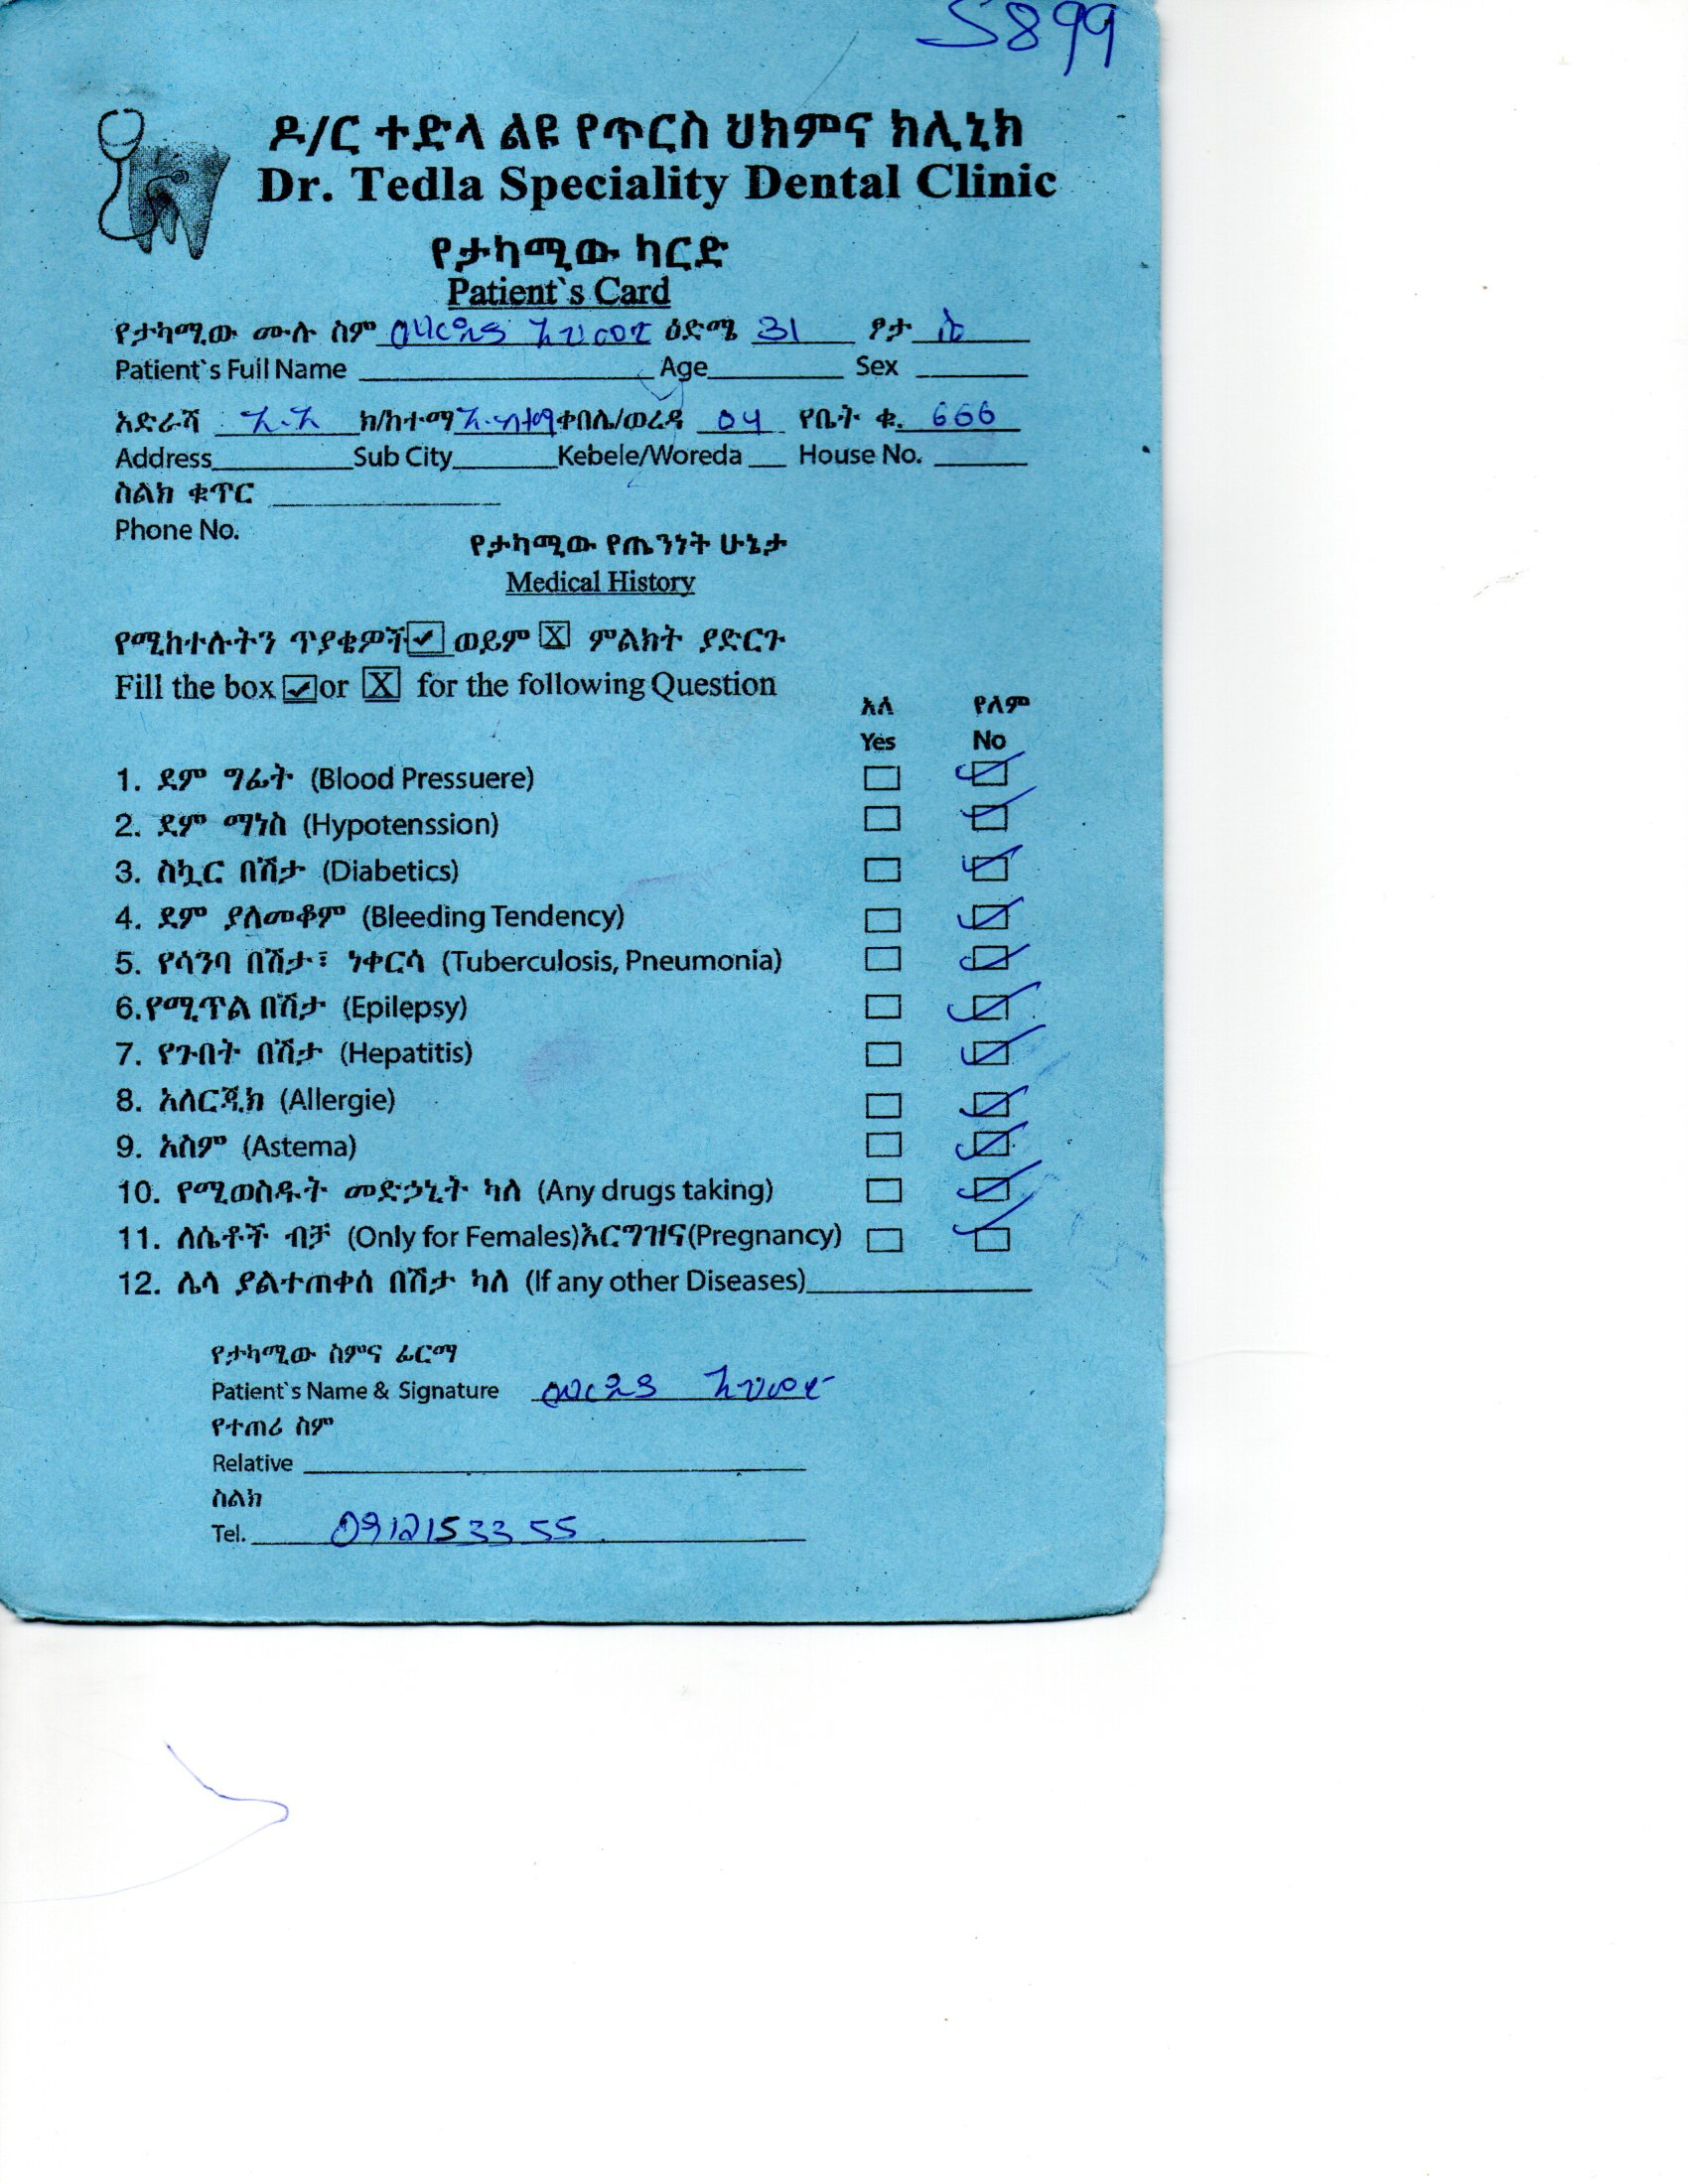 5899
ዶ/ር ተድላ ልዩ የጥርስ ህክምና ክሊኒክ
Dr. Tedla Speciality Dental Clinic
የታካሚው ካርድ
Patient`s Card
የታካሚው ሙሉ ስም አህመድ ዕድሜ 31 ፆታ ሴ
Patient`s Full Name Age Sex
አድራሻ አ.አ ክ/ከተማ አ.ከተማ ቀበሌ/ወረዳ 04 የቤት ቁ. 666
Address Sub City Kebele/Woreda House No.
ስልክ ቁጥር
Phone No.
የታካሚው የጤንነት ሁኔታ
Medical History
የሚከተሉትን ጥያቄዎች ✓ ወይም X ምልክት ያድርጉ
Fill the box ✓ or X for the following Question
አለ የለም
Yes No
1. ደም ግፊት (Blood Pressuere) ✓
2. ደም ማነስ (Hypotenssion) ✓
3. ስኳር በሽታ (Diabetics) ✓
4. ደም ያለመቆም (Bleeding Tendency) ✓
5. የሳንባ በሽታ፣ ነቀርሳ (Tuberculosis, Pneumonia) ✓
6.የሚጥል በሽታ (Epilepsy) ✓
7. የጉበት በሽታ (Hepatitis) ✓
8. አለርጂክ (Allergie) ✓
9. አስም (Astema) ✓
10. የሚወስዱት መድኃኒት ካለ (Any drugs taking) ✓
11. ለሴቶች ብቻ (Only for Females)እርግዝና(Pregnancy) ✓
12. ሌላ ያልተጠቀሰ በሽታ ካለ (If any other Diseases)
የታካሚው ስምና ፊርማ
Patient`s Name & Signature አህመድ
የተጠሪ ስም
Relative
ስልክ
Tel. 0912153355